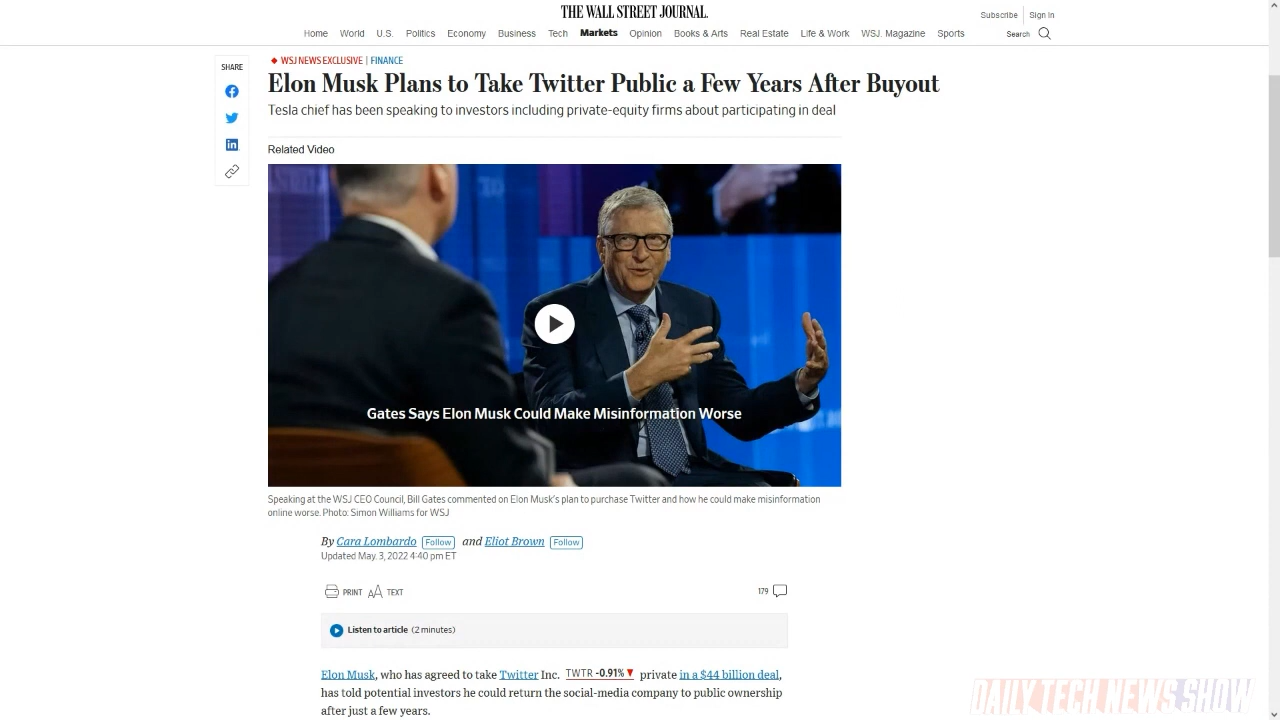 THE WALL STREET JOURNAL.
Subscribe Sign In
Home World U.S. Politics Economy Business Tech Markets Opinion Books & Arts Real Estate Life & Work WSJ. Magazine Sports
Search
SHARE
WSJ NEWS EXCLUSIVE | FINANCE
Elon Musk Plans to Take Twitter Public a Few Years After Buyout
Tesla chief has been speaking to investors including private-equity firms about participating in deal
Related Video
Gates Says Elon Musk Could Make Misinformation Worse
Speaking at the WSJ CEO Council, Bill Gates commented on Elon Musk's plan to purchase Twitter and how he could make misinformation
online worse. Photo: Simon Williams for WSJ
By Cara Lombardo Follow and Eliot Brown Follow
Updated May. 3, 2022 4:40 pm ET
PRINT AA TEXT
179
Listen to article (2 minutes)
Elon Musk, who has agreed to take Twitter Inc. TWTR -0.91% private in a $44 billion deal,
has told potential investors he could return the social-media company to public ownership
after just a few years.
DAILY TECH NEWS SHOW